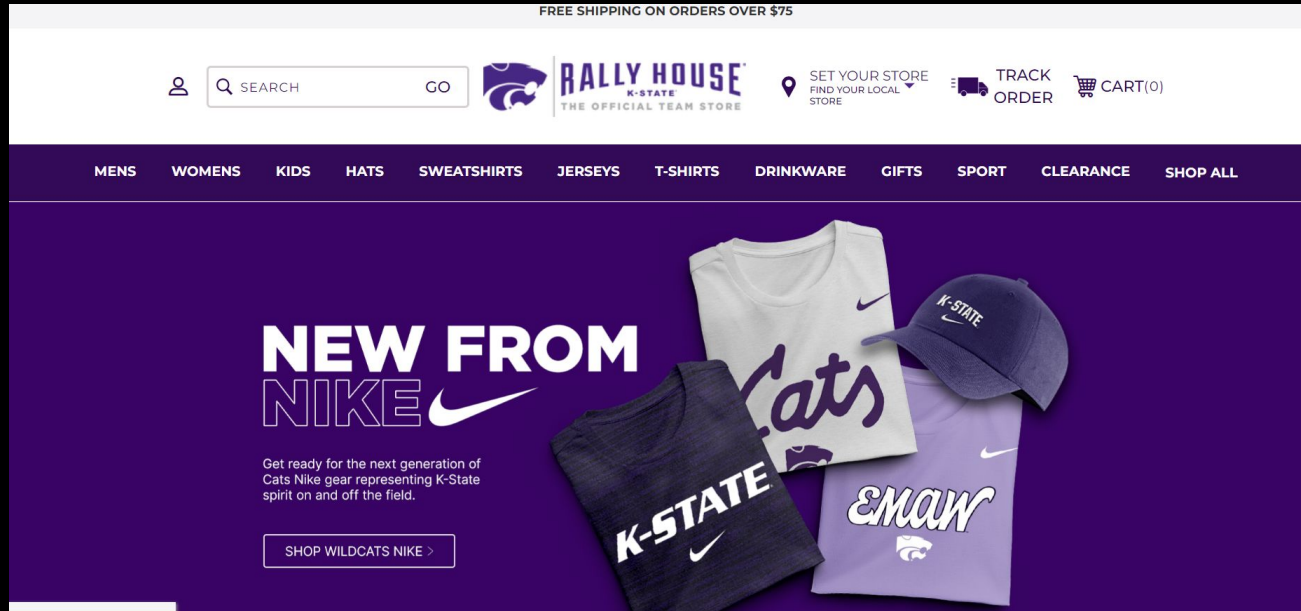 FREE SHIPPING ON ORDERS OVER $75
SEARCH
GO
RALLY HOUSE
K-STATE
THE OFFICIAL TEAM STORE
SET YOUR STORE
FIND YOUR LOCAL
STORE
TRACK
ORDER
CART(0)
MENS WOMENS KIDS HATS SWEATSHIRTS JERSEYS T-SHIRTS DRINKWARE GIFTS SPORT CLEARANCE SHOP ALL
NEW FROM
NIKE
Get ready for the next generation of
Cats Nike gear representing K-State
spirit on and off the field.
SHOP WILDCATS NIKE >
Cats
K-STATE
K-STATE
EMAW